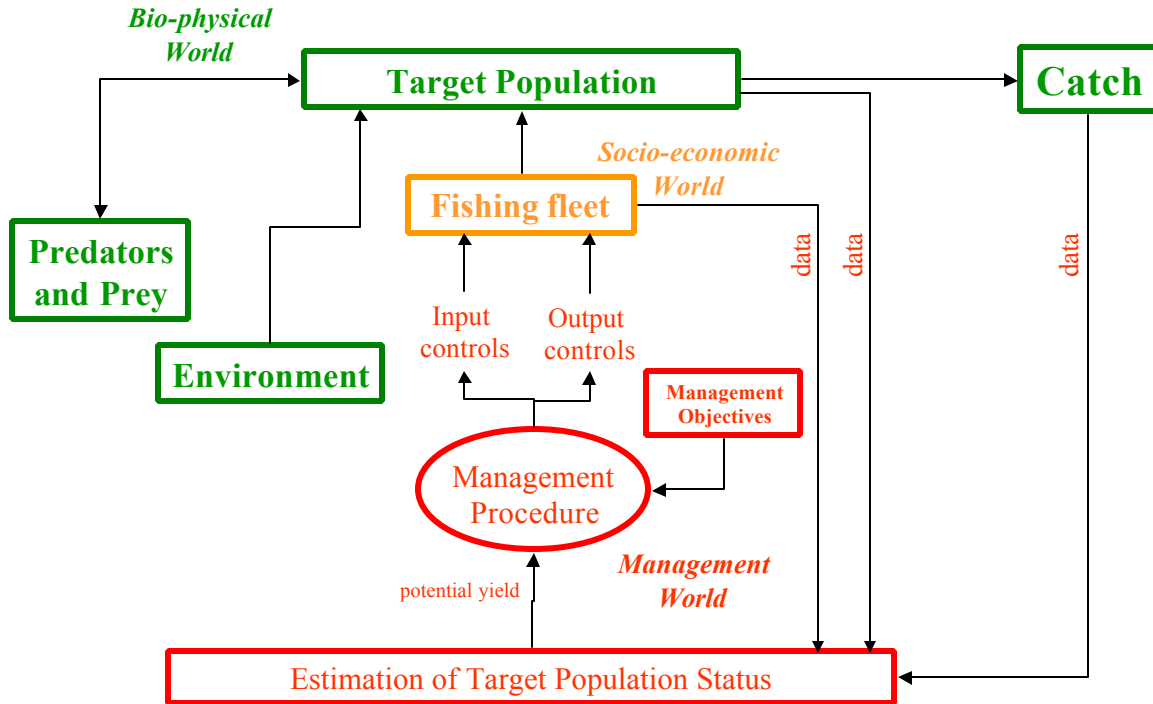 Bio-physical
World
Target Population
Catch
Socio-economic
World
Fishing fleet
Predators
and Prey
data
data
data
Input
controls
Output
controls
Environment
Management
Objectives
Management
Procedure
Management
World
potential yield
Estimation of Target Population Status